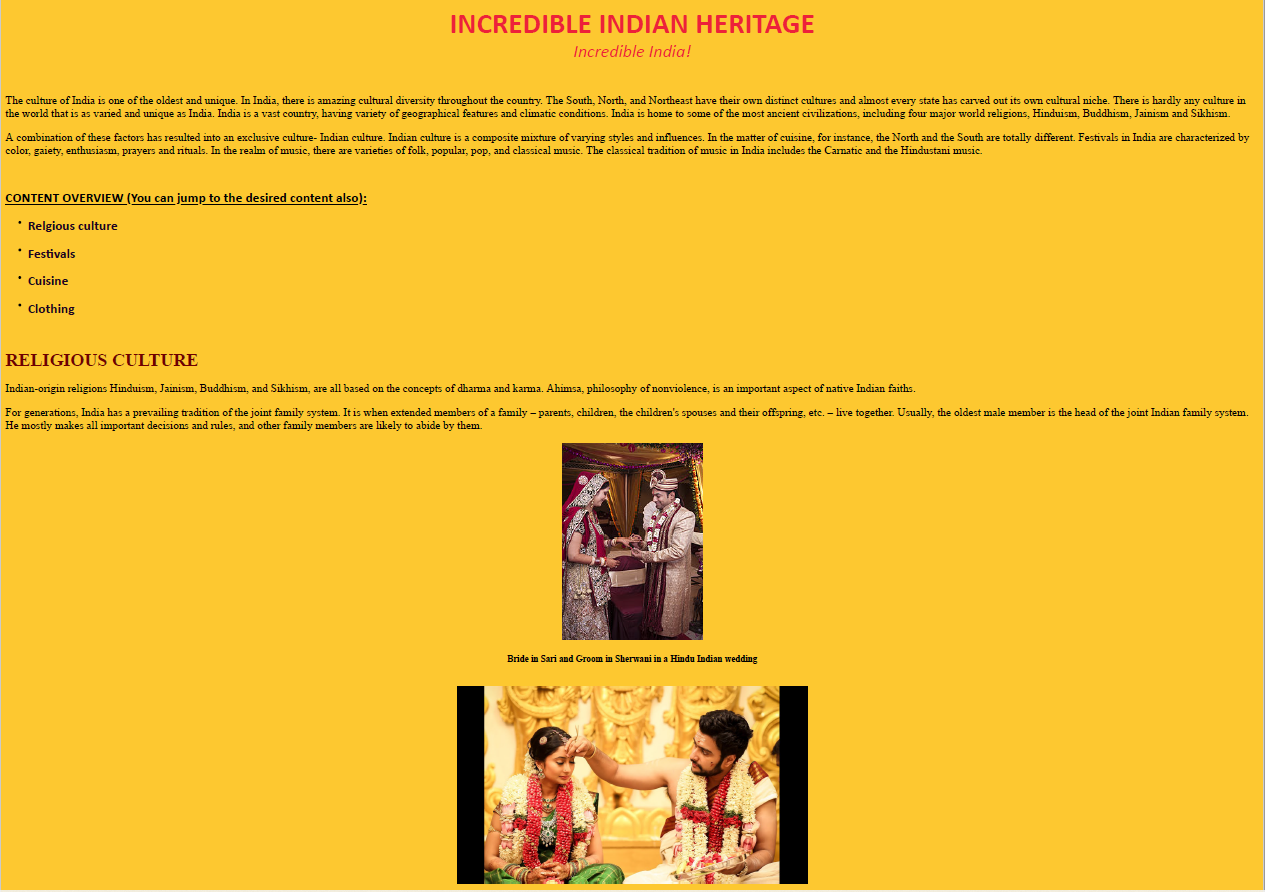 INCREDIBLE INDIAN HERITAGE
Incredible India!
The culture of India is one of the oldest and unique. In India, there is amazing cultural diversity throughout the country. The South, North, and Northeast have their own distinct cultures and almost every state has carved out its own cultural niche. There is hardly any culture in
the world that is as varied and unique as India. India is a vast country, having variety of geographical features and climatic conditions. India is home to some of the most ancient civilizations, including four major world religions, Hinduism, Buddhism, Jainism and Sikhism.
A combination of these factors has resulted into an exclusive culture- Indian culture. Indian culture is a composite mixture of varying styles and influences. In the matter of cuisine, for instance, the North and the South are totally different. Festivals in India are characterized by
color, gaiety, enthusiasm, prayers and rituals. In the realm of music, there are varieties of folk, popular, pop, and classical music. The classical tradition of music in India includes the Carnatic and the Hindustani music.
CONTENT OVERVIEW (You can jump to the desired content also):
• Relgious culture
• Festivals
• Cuisine
• Clothing
RELIGIOUS CULTURE
Indian-origin religions Hinduism, Jainism, Buddhism, and Sikhism, are all based on the concepts of dharma and karma. Ahimsa, philosophy of nonviolence, is an important aspect of native Indian faiths.
For generations, India has a prevailing tradition of the joint family system. It is when extended members of a family – parents, children, the children's spouses and their offspring, etc. – live together. Usually, the oldest male member is the head of the joint Indian family system.
He mostly makes all important decisions and rules, and other family members are likely to abide by them.
Bride in Sari and Groom in Sherwani in a Hindu Indian wedding